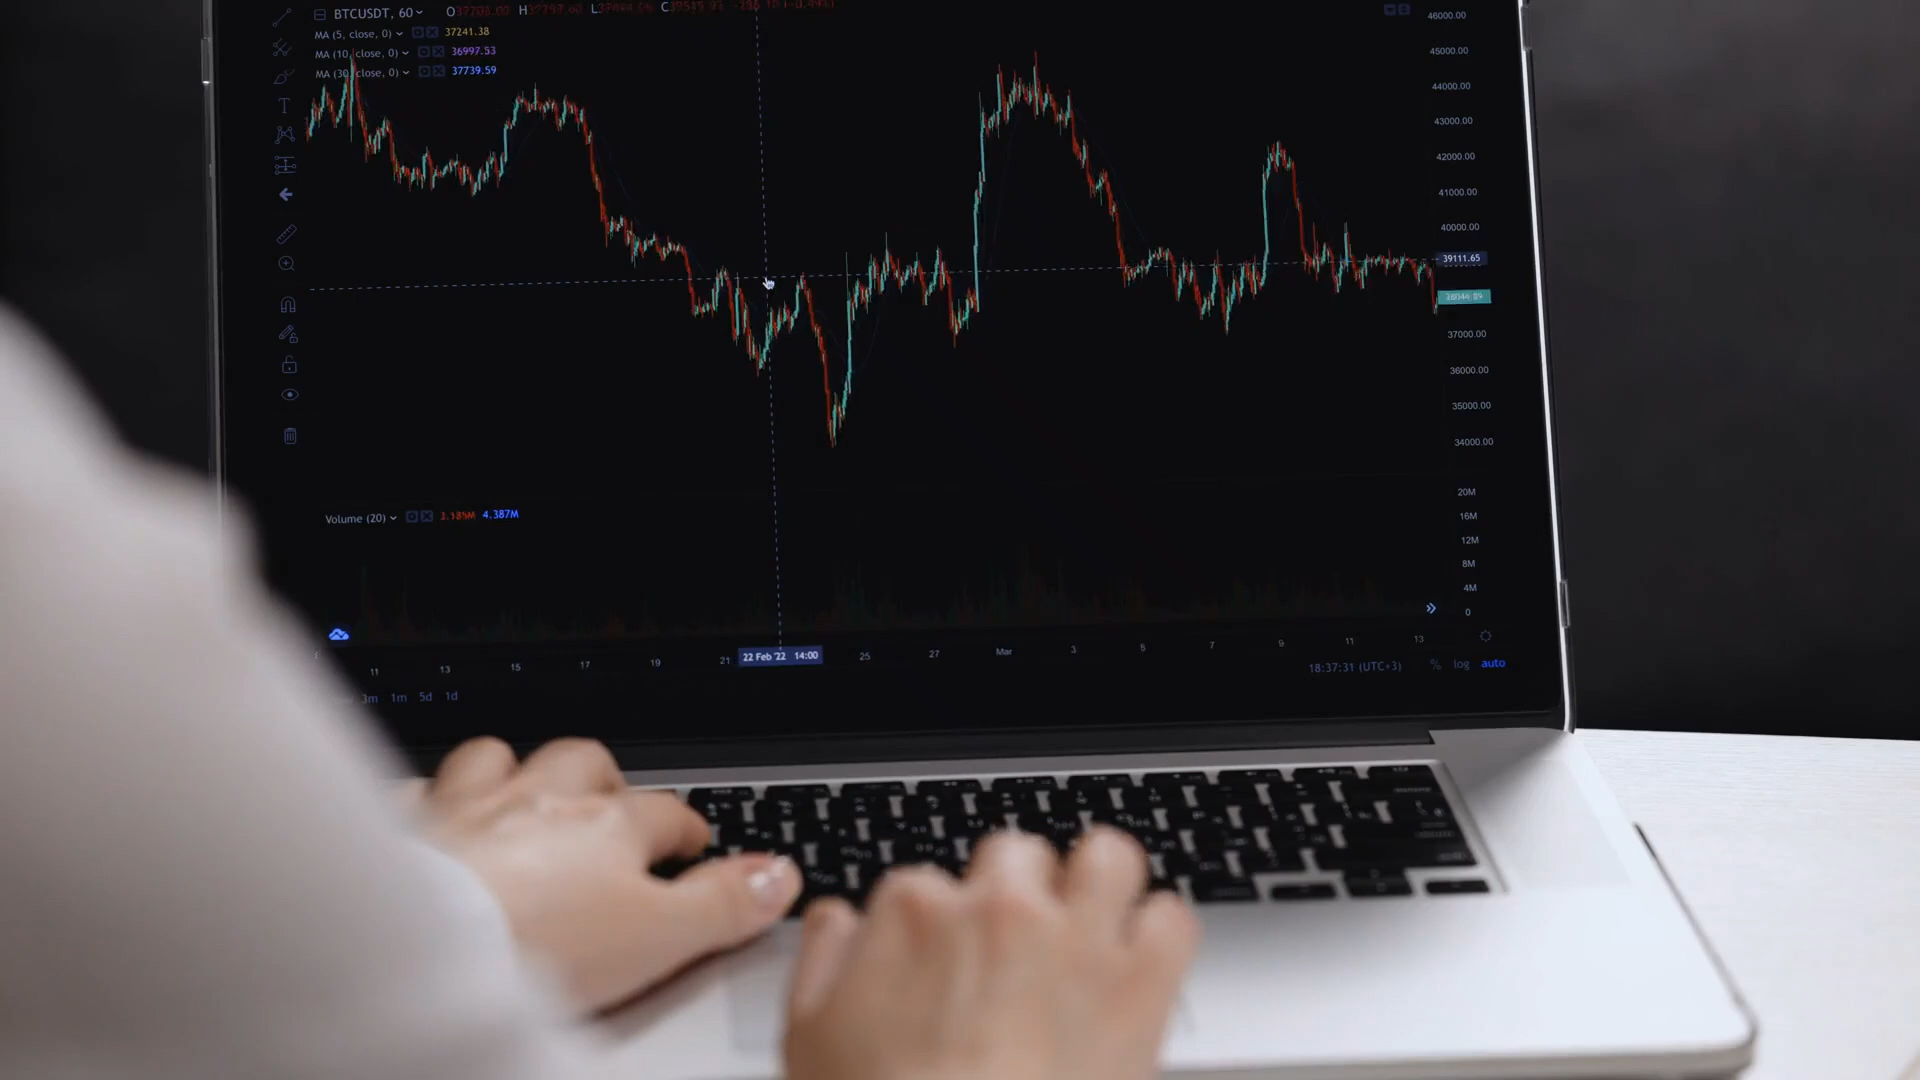 BTCUSDT, 60
MA (5, close, 0) 37241.38
MA (10, close, 0) 36997.53
MA (30, close, 0) 37739.59
46000.00
45000.00
44000.00
43000.00
42000.00
41000.00
40000.00
39111.65
37000.00
36000.00
35000.00
34000.00
Volume (20) 4.387M
20M
16M
12M
8M
4M
0
11 13 15 17 19 21 22 Feb '22 14:00 25 27 Mar 3 5 7 9 11 13
3m 1m 5d 1d
18:37:31 (UTC+3) % log auto